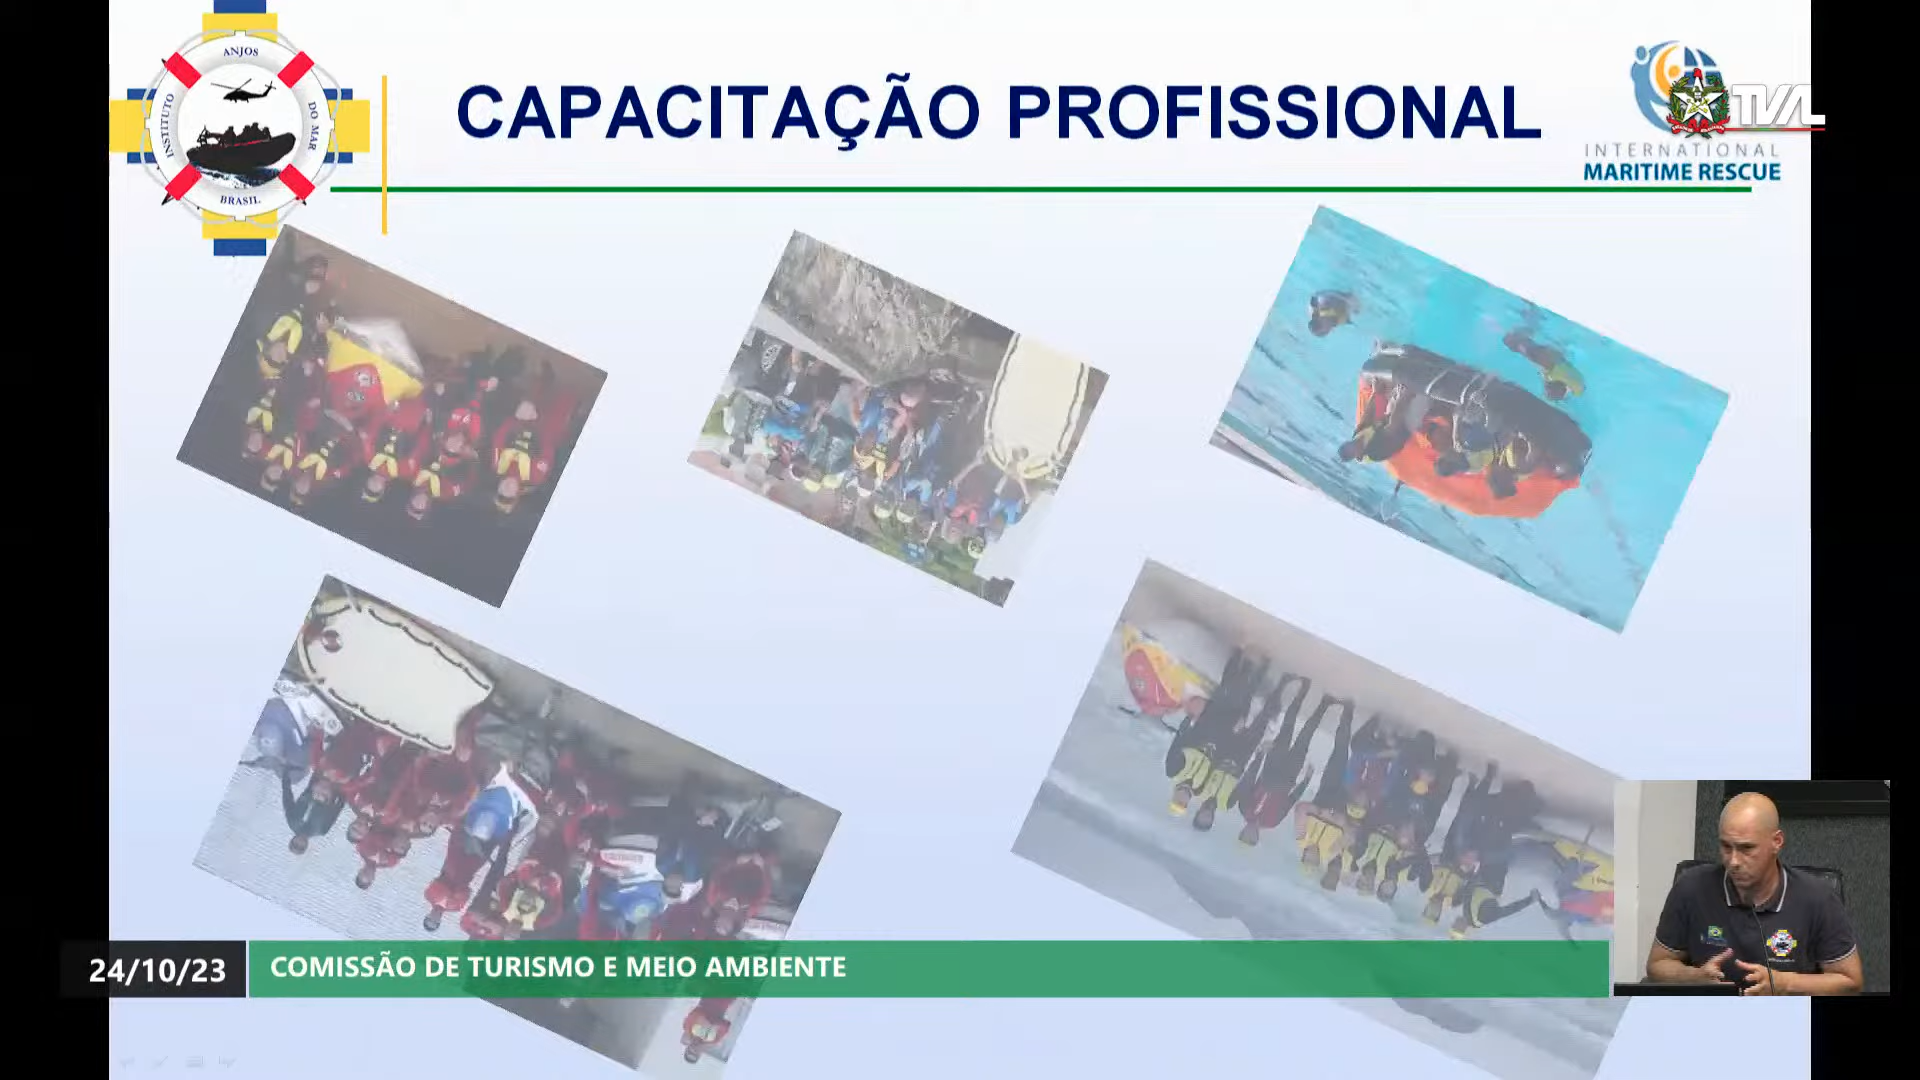 ANJOS
INSTITUTO
DO MAR
BRASIL
CAPACITAÇÃO PROFISSIONAL
TVAL
INTERNATIONAL
MARITIME RESCUE
24/10/23
COMISSÃO DE TURISMO E MEIO AMBIENTE